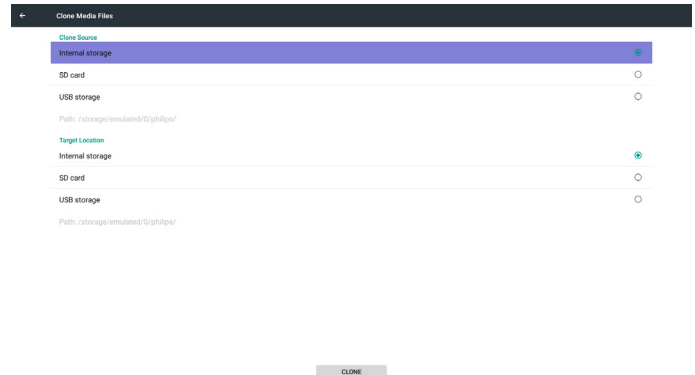 Clone Media Files
Clone Source
Internal storage
SD card
USB storage
Path: /storage/emulated/0/philips/
Target Location
Internal storage
SD card
USB storage
Path: /storage/emulated/0/philips/
CLONE